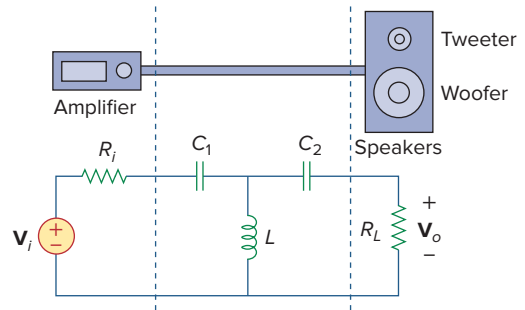 Tweeter
Woofer
Amplifier
Speakers
R_i
C_1
C_2
+
V_i
+
−
L
R_L
V_o
−